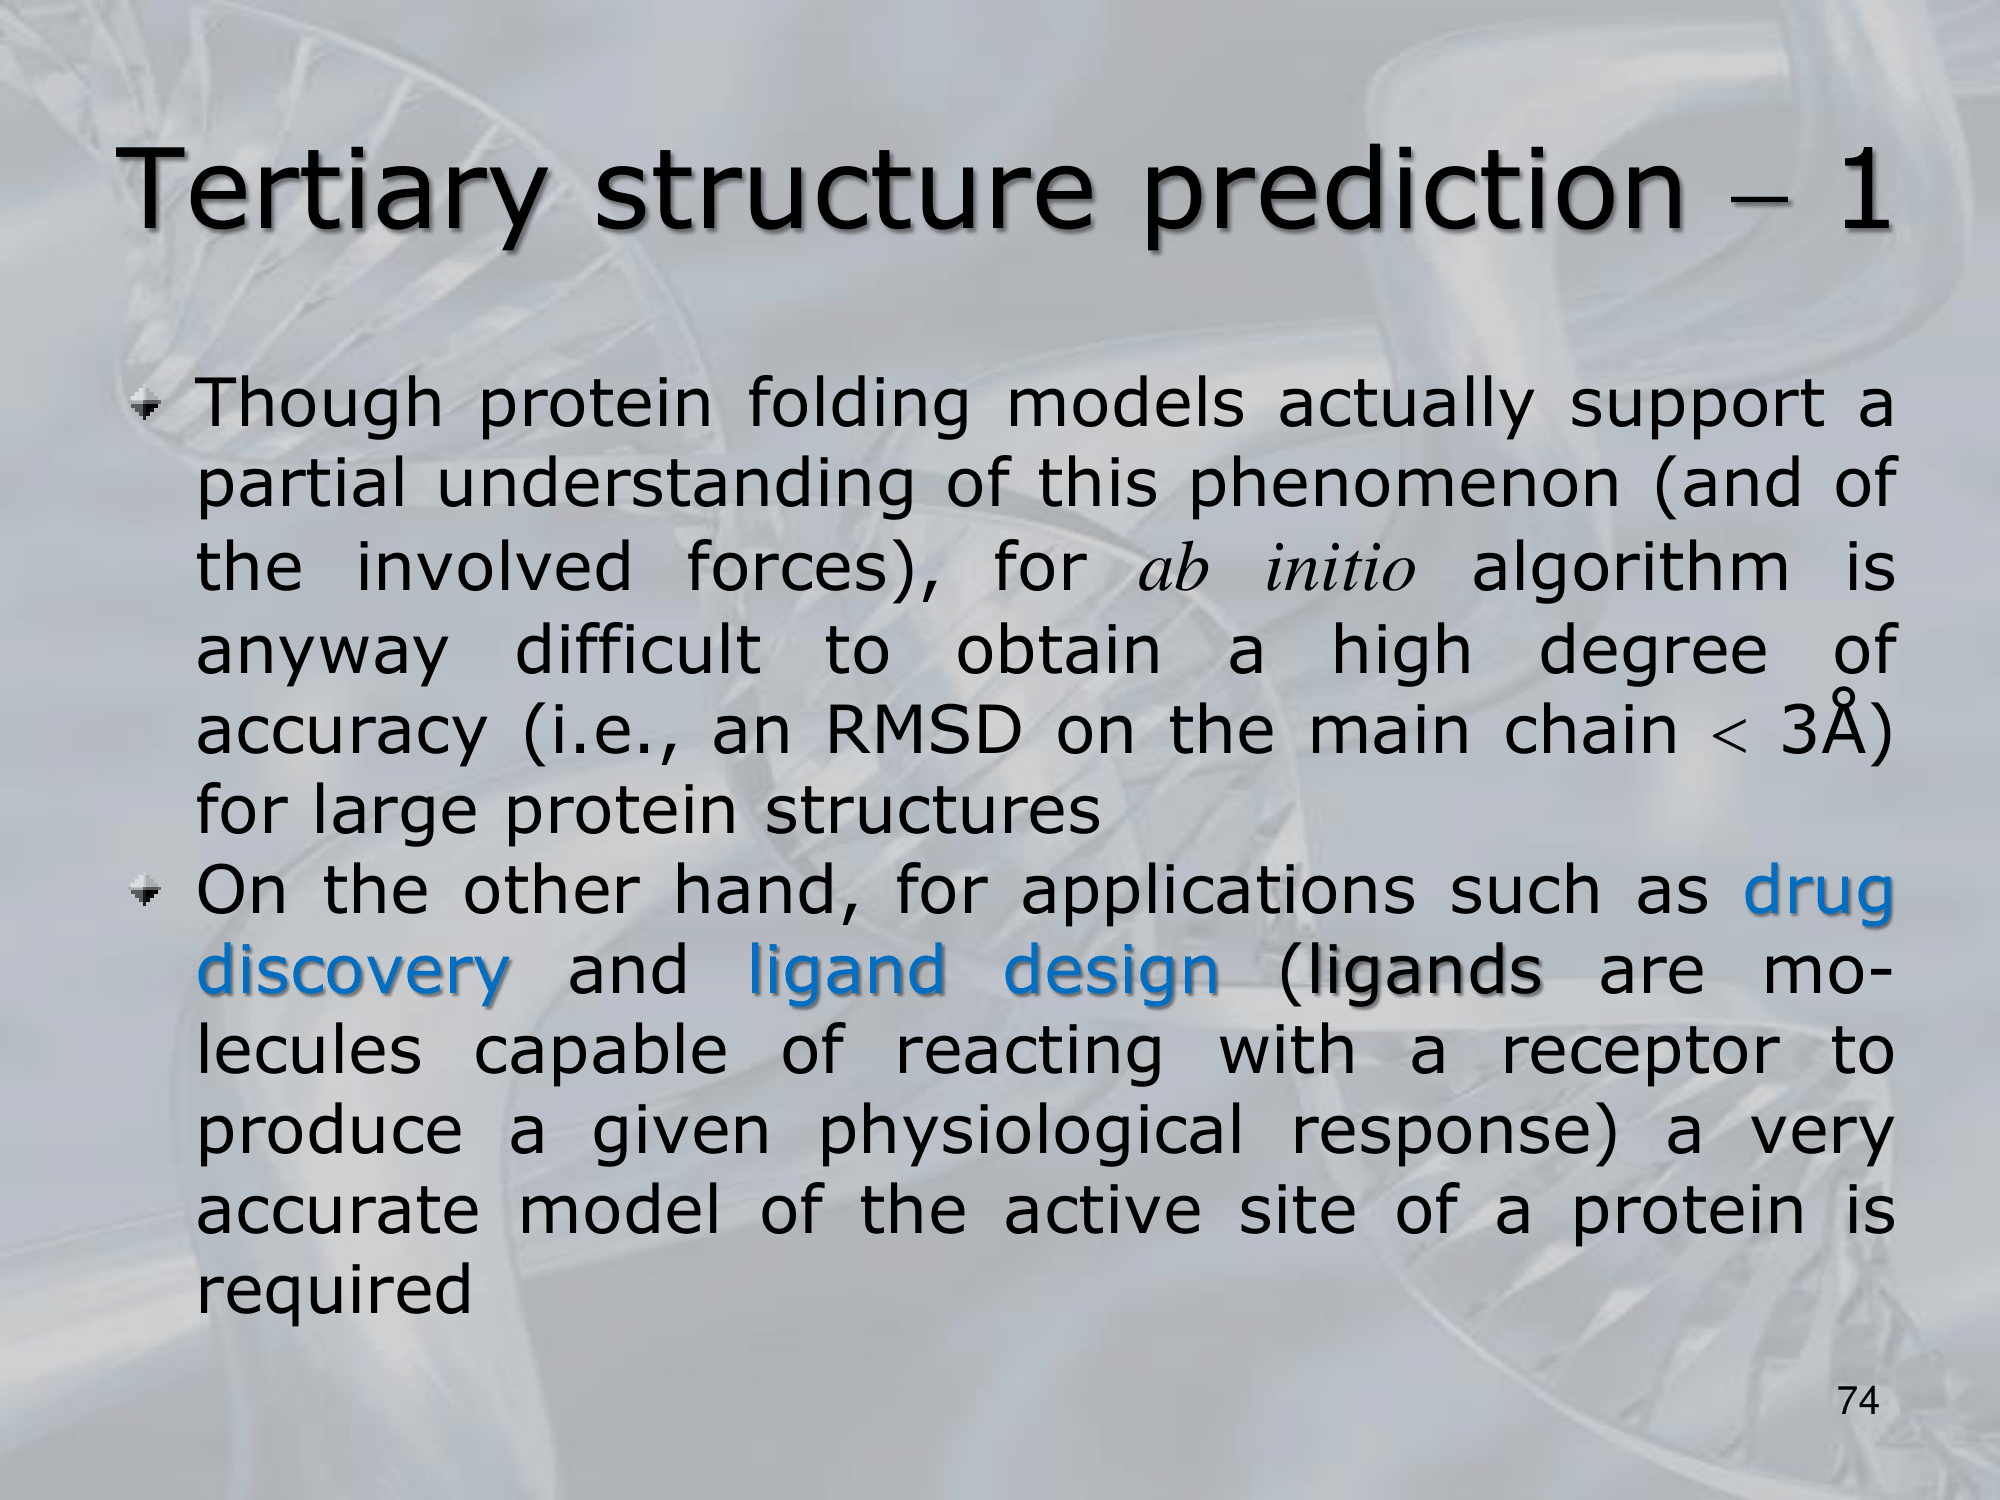 Tertiary structure prediction – 1
Though protein folding models actually support a
partial understanding of this phenomenon (and of
the involved forces), for ab initio algorithm is
anyway difficult to obtain a high degree of
accuracy (i.e., an RMSD on the main chain < 3Å)
for large protein structures
On the other hand, for applications such as drug
discovery and ligand design (ligands are mo-
lecules capable of reacting with a receptor to
produce a given physiological response) a very
accurate model of the active site of a protein is
required
74